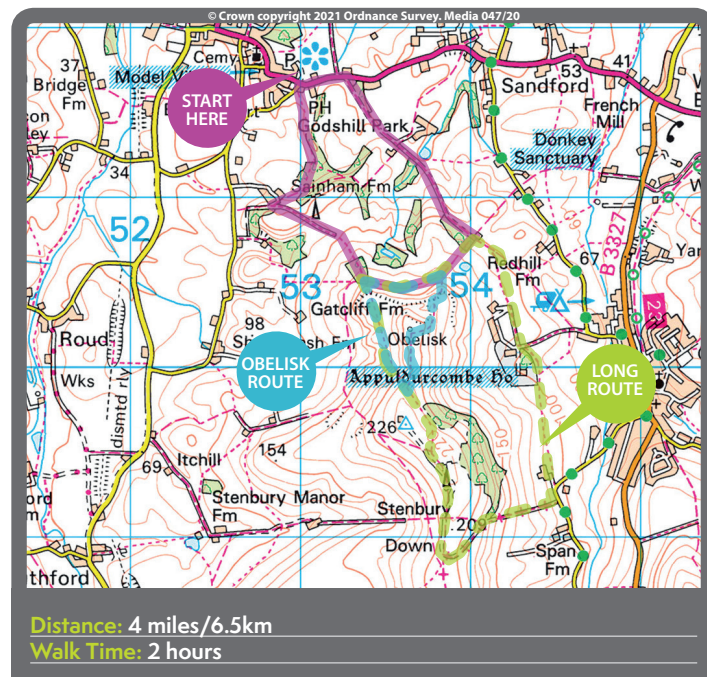 © Crown copyright 2021 Ordnance Survey. Media 047/20
37
Bridge
Fm
Cemy
P
Model
START
HERE
PH
Godshill Park
Sandford
53
41
French
Mill
Donkey
Sanctuary
34
Sainham Fm
52
53
54
Redhill
Fm
67
B 3327
Gatcliff Fm
98
Obelisk
Roud
Wks
dismtd rly
OBELISK
ROUTE
Appuldurcombe Ho
LONG
ROUTE
226
150
100
154
Itchill
69
Stenbury Manor
Fm
Stenbury
Down
209
Span
Fm
thford
Distance: 4 miles/6.5km
Walk Time: 2 hours